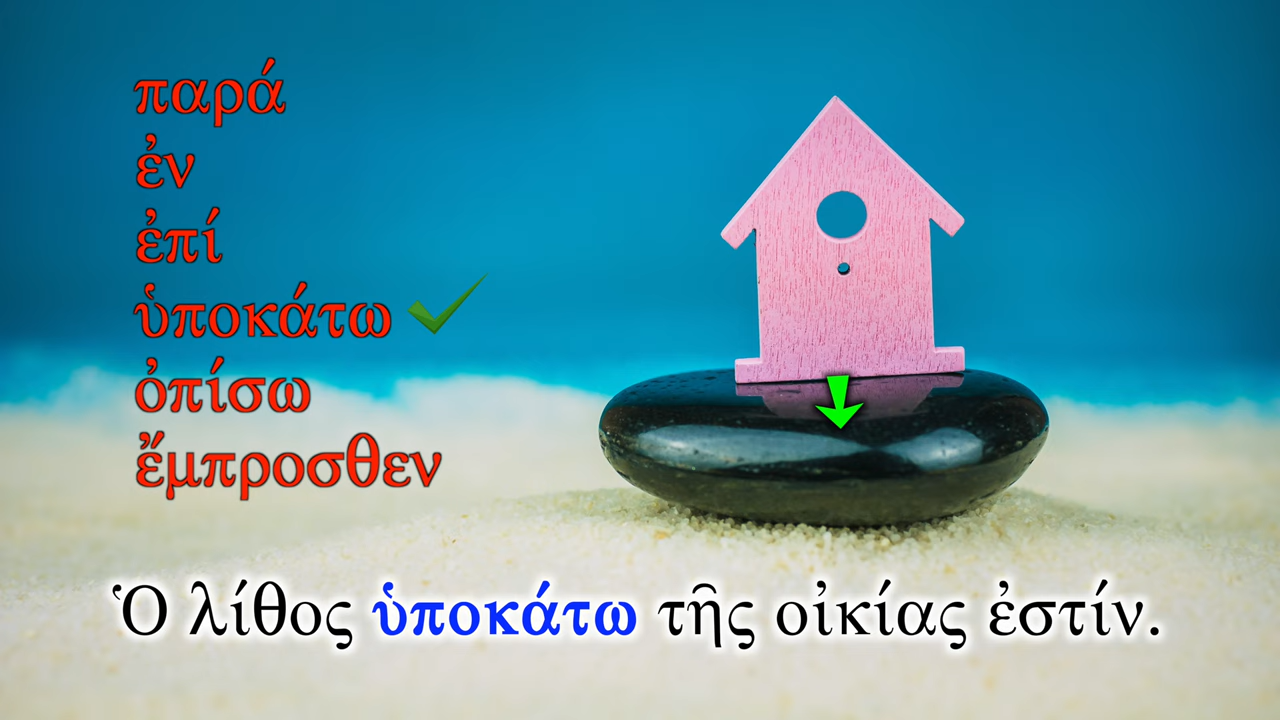 παρά
ἐν
ἐπί
ὑποκάτω
ὀπίσω
ἔμπροσθεν
Ὁ λίθος ὑποκάτω τῆς οἰκίας ἐστίν.